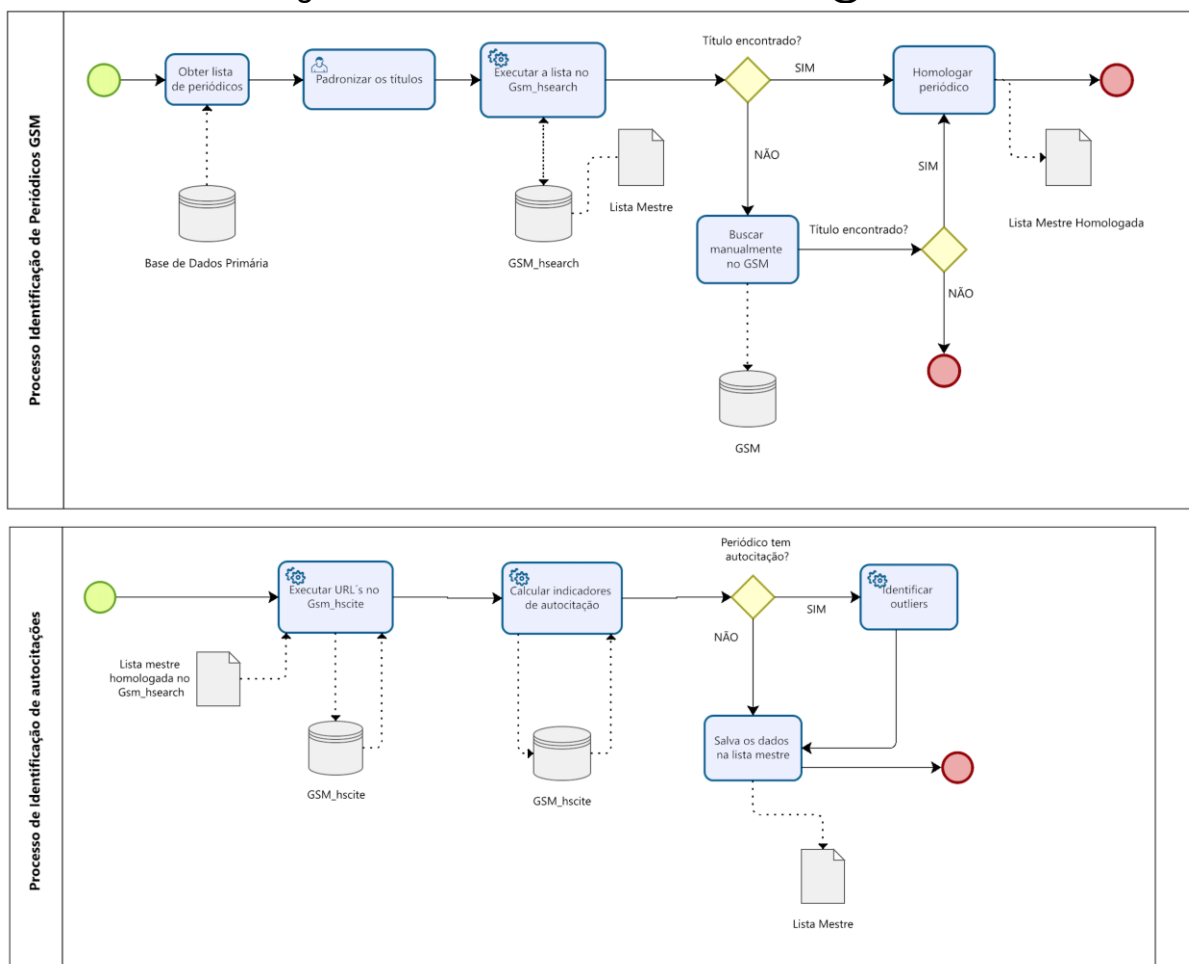 Processo Identificação de Periódicos GSM
Obter lista
de periódicos
Padronizar os títulos
Executar a lista no
Gsm_hsearch
Título encontrado?
SIM
NÃO
Homologar
periódico
Base de Dados Primária
GSM_hsearch
Lista Mestre
Buscar
manualmente
no GSM
Título encontrado?
SIM
NÃO
Lista Mestre Homologada
GSM
Processo de Identificação de autocitações
Executar URL´s no
Gsm_hscite
Calcular indicadores
de autocitação
Periódico tem
autocitação?
SIM
NÃO
Identificar
outliers
Lista mestre
homologada no
Gsm_hsearch
GSM_hscite
GSM_hscite
Salva os dados
na lista mestre
Lista Mestre